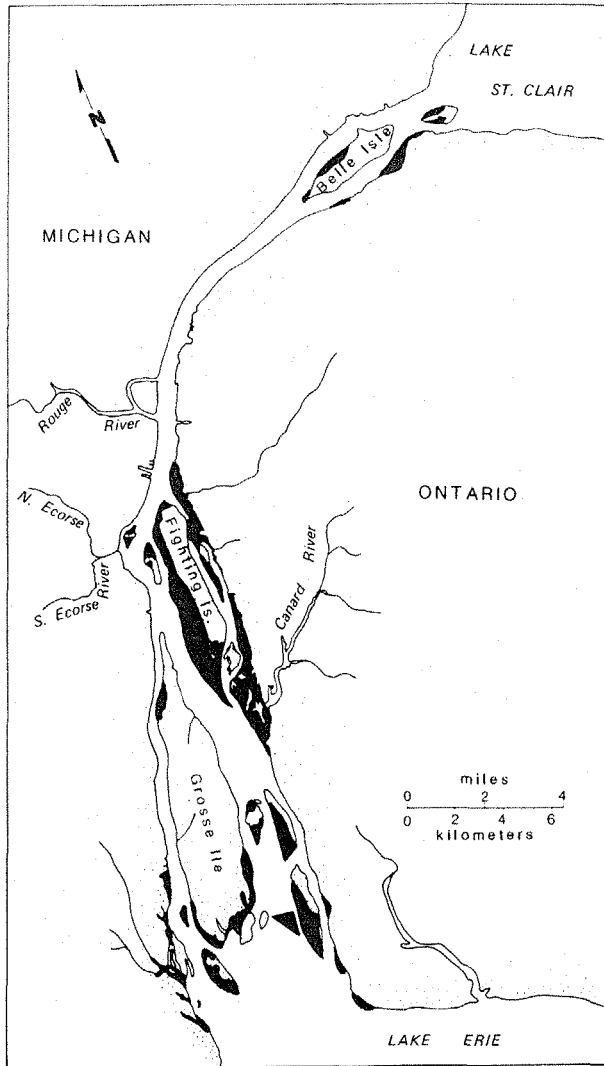 LAKE
ST. CLAIR
N
Belle Isle
MICHIGAN
Rouge
River
ONTARIO
N. Ecorse
Fighting Is.
Canard River
S. Ecorse
River
miles
0 2 4
Grosse Ile
0 2 4 6
kilometers
LAKE ERIE